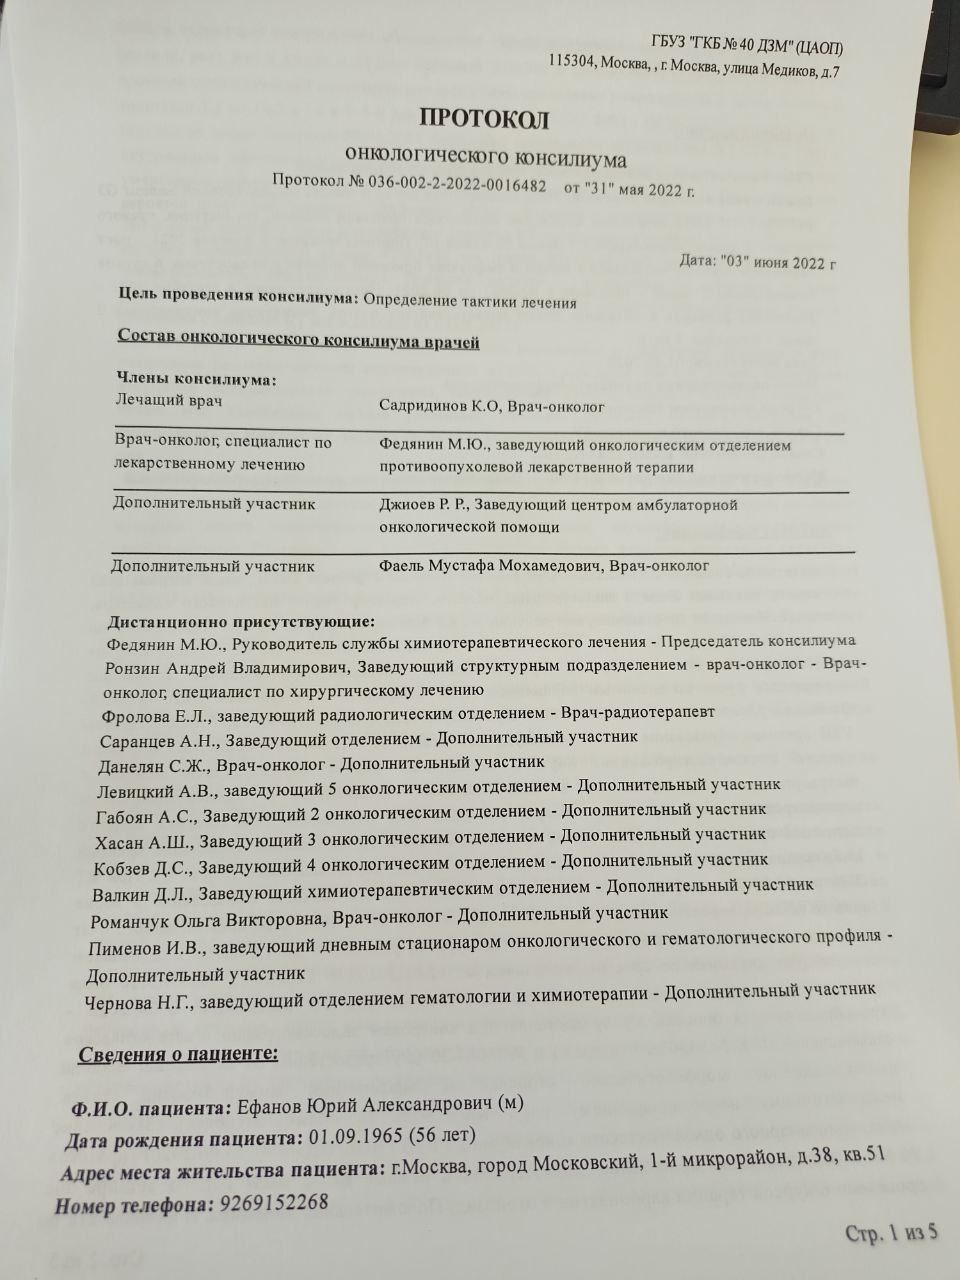 ГБУЗ "ГКБ № 40 ДЗМ" (ЦАОП)
115304, Москва, , г. Москва, улица Медиков, д.7
ПРОТОКОЛ
онкологического консилиума
Протокол № 036-002-2-2022-0016482 от "31" мая 2022 г.
Дата: "03" июня 2022 г
Цель проведения консилиума: Определение тактики лечения
Состав онкологического консилиума врачей
Члены консилиума:
Лечащий врач Садридинов К.О, Врач-онколог
Врач-онколог, специалист по Федянин М.Ю., заведующий онкологическим отделением
лекарственному лечению противоопухолевой лекарственной терапии
Дополнительный участник Джиоев Р. Р., Заведующий центром амбулаторной
онкологической помощи
Дополнительный участник Фаель Мустафа Мохамедович, Врач-онколог
Дистанционно присутствующие:
Федянин М.Ю., Руководитель службы химиотерапевтического лечения - Председатель консилиума
Ронзин Андрей Владимирович, Заведующий структурным подразделением - врач-онколог - Врач-
онколог, специалист по хирургическому лечению
Фролова Е.Л., заведующий радиологическим отделением - Врач-радиотерапевт
Саранцев А.Н., Заведующий отделением - Дополнительный участник
Данелян С.Ж., Врач-онколог - Дополнительный участник
Левицкий А.В., заведующий 5 онкологическим отделением - Дополнительный участник
Габоян А.С., Заведующий 2 онкологическим отделением - Дополнительный участник
Хасан А.Ш., Заведующий 3 онкологическим отделением - Дополнительный участник
Кобзев Д.С., Заведующий 4 онкологическим отделением - Дополнительный участник
Валкин Д.Л., Заведующий химиотерапевтическим отделением - Дополнительный участник
Романчук Ольга Викторовна, Врач-онколог - Дополнительный участник
Пименов И.В., заведующий дневным стационаром онкологического и гематологического профиля -
Дополнительный участник
Чернова Н.Г., заведующий отделением гематологии и химиотерапии - Дополнительный участник
Сведения о пациенте:
Ф.И.О. пациента: Ефанов Юрий Александрович (м)
Дата рождения пациента: 01.09.1965 (56 лет)
Адрес места жительства пациента: г.Москва, город Московский, 1-й микрорайон, д.38, кв.51
Номер телефона: 9269152268
Стр. 1 из 5